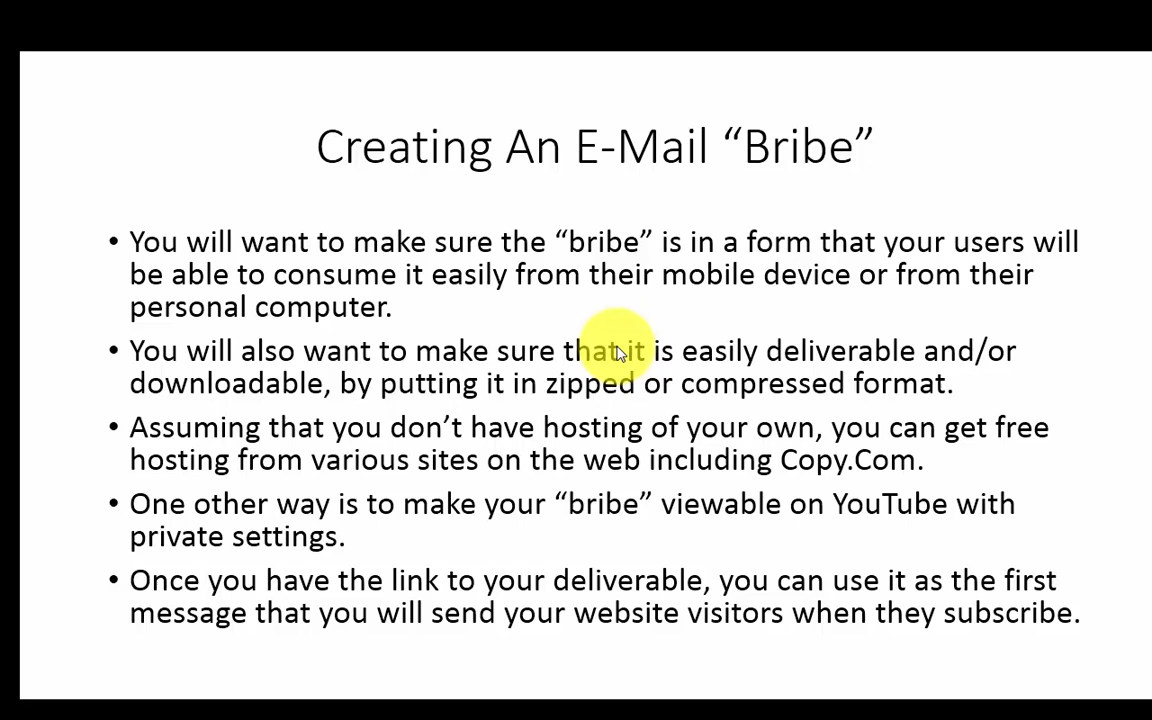 Creating An E-Mail “Bribe”
• You will want to make sure the “bribe” is in a form that your users will
be able to consume it easily from their mobile device or from their
personal computer.
• You will also want to make sure that it is easily deliverable and/or
downloadable, by putting it in zipped or compressed format.
• Assuming that you don’t have hosting of your own, you can get free
hosting from various sites on the web including Copy.Com.
• One other way is to make your “bribe” viewable on YouTube with
private settings.
• Once you have the link to your deliverable, you can use it as the first
message that you will send your website visitors when they subscribe.